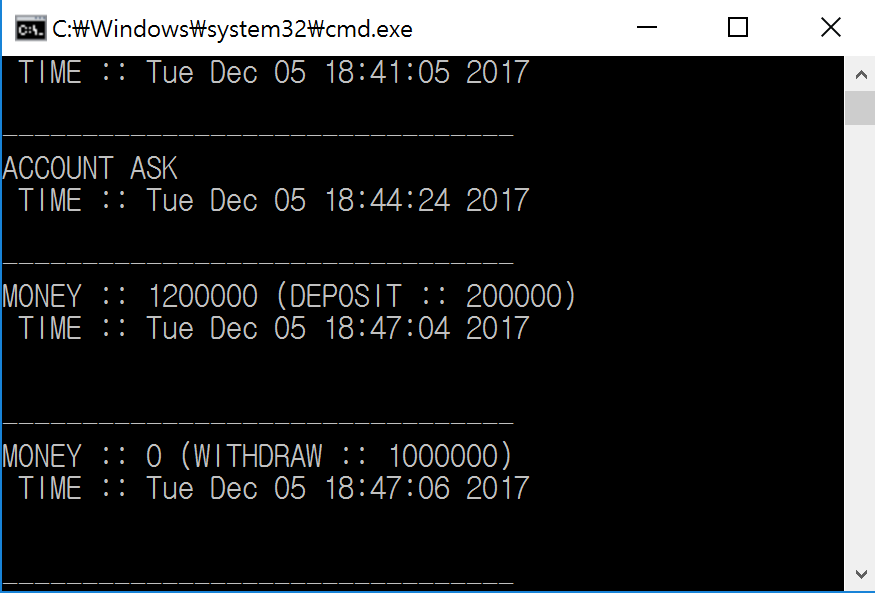 C:₩Windows₩system32₩cmd.exe
TIME :: Tue Dec 05 18:41:05 2017
________________________________
ACCOUNT ASK
TIME :: Tue Dec 05 18:44:24 2017
________________________________
MONEY :: 1200000 (DEPOSIT :: 200000)
TIME :: Tue Dec 05 18:47:04 2017
________________________________
MONEY :: 0 (WITHDRAW :: 1000000)
TIME :: Tue Dec 05 18:47:06 2017
________________________________